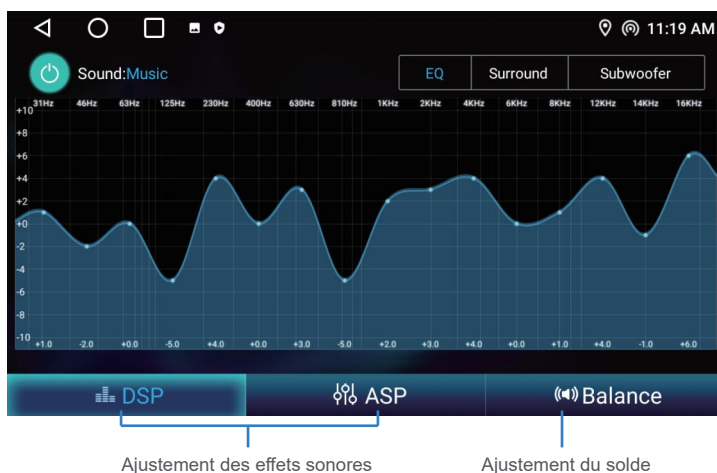 11:19 AM
Sound:Music
EQ Surround Subwoofer
31Hz 46Hz 63Hz 125Hz 230Hz 400Hz 630Hz 810Hz 1KHz 2KHz 4KHz 6KHz 8KHz 12KHz 14KHz 16KHz
+10
+8
+6
+4
+2
+0
-2
-4
-6
-8
-10
+1.0 -2.0 +0.0 -5.0 +4.0 +0.0 +3.0 -5.0 +2.0 +3.0 +4.0 +0.0 +1.0 +4.0 -1.0 +6.0
DSP ASP Balance
Ajustement des effets sonores Ajustement du solde